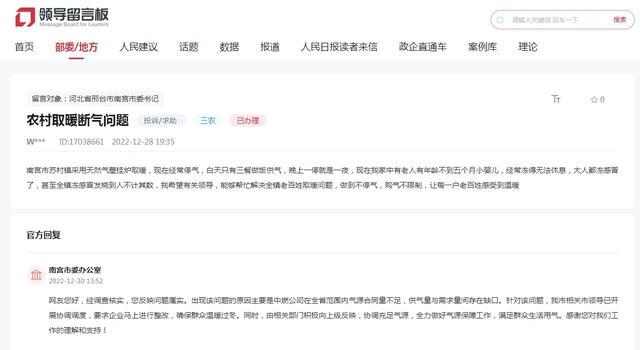 领导留言板
Message Board for Leaders
请输入关键词 回车一下 搜索
首页 部委/地方 人民建议 话题 数据 报道 人民日报读者来信 政企直通车 案例库 理论
留言对象：河北省邢台市南宫市委书记
Tт ☆ 0
农村取暖断气问题 投诉/求助 三农 已办理
W*** ID:17038661 2022-12-28 19:35
南宫市苏村镇采用天然气壁挂炉取暖，现在经常停气，白天只有三餐做饭供气，晚上一停就是一夜，现在我家中有老人有年龄不到五个月小婴儿，经常冻得无法休息，大人都冻感冒
了，甚至全镇冻感冒发烧到人不计其数，我希望有关领导，能够帮忙解决全镇老百姓取暖问题，做到不停气，购气不限制，让每一户老百姓感受到温暖
官方回复
南宫市委办公室
2022-12-30 13:52
网友您好，经调查核实，您反映问题属实。出现该问题的原因主要是中燃公司在全省范围内气源合同量不足，供气量与需求量间存在缺口。针对该问题，我市相关市领导已开
展协调调度，要求企业马上进行整改，确保群众温暖过冬。同时，由相关部门积极向上级反映，协调充足气源，全力做好气源保障工作，满足群众生活用气。感谢您对我们工
作的理解和支持！